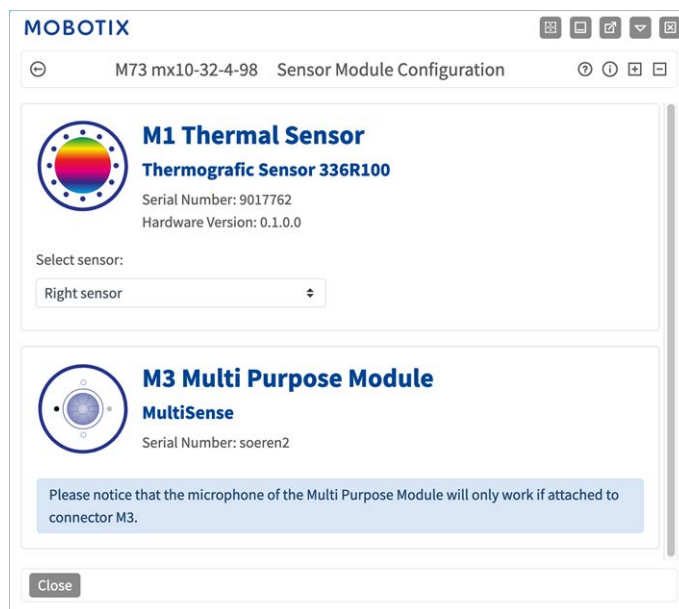 MOBOTIX
M73 mx10-32-4-98 Sensor Module Configuration
M1 Thermal Sensor
Thermografic Sensor 336R100
Serial Number: 9017762
Hardware Version: 0.1.0.0
Select sensor:
Right sensor
M3 Multi Purpose Module
MultiSense
Serial Number: soeren2
Please notice that the microphone of the Multi Purpose Module will only work if attached to
connector M3.
Close